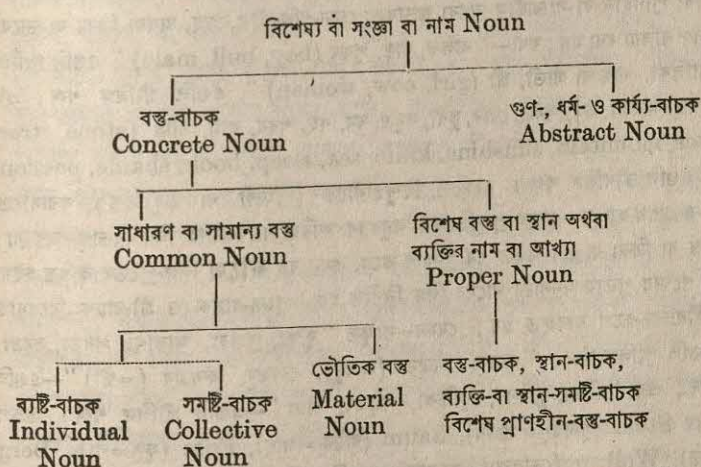 বিশেষ্য বা সংজ্ঞা বা নাম Noun
বস্তু-বাচক
Concrete Noun
গুণ-, ধর্ম- ও কার্য্য-বাচক
Abstract Noun
সাধারণ বা সামান্য বস্তু
Common Noun
বিশেষ বস্তু বা স্থান অথবা
ব্যক্তির নাম বা আখ্যা
Proper Noun
ব্যষ্টি-বাচক
Individual
Noun
সমষ্টি-বাচক
Collective
Noun
ভৌতিক বস্তু
Material
Noun
বস্তু-বাচক, স্থান-বাচক,
ব্যক্তি-বা স্থান-সমষ্টি-বাচক
বিশেষ প্রাণহীন-বস্তু-বাচক